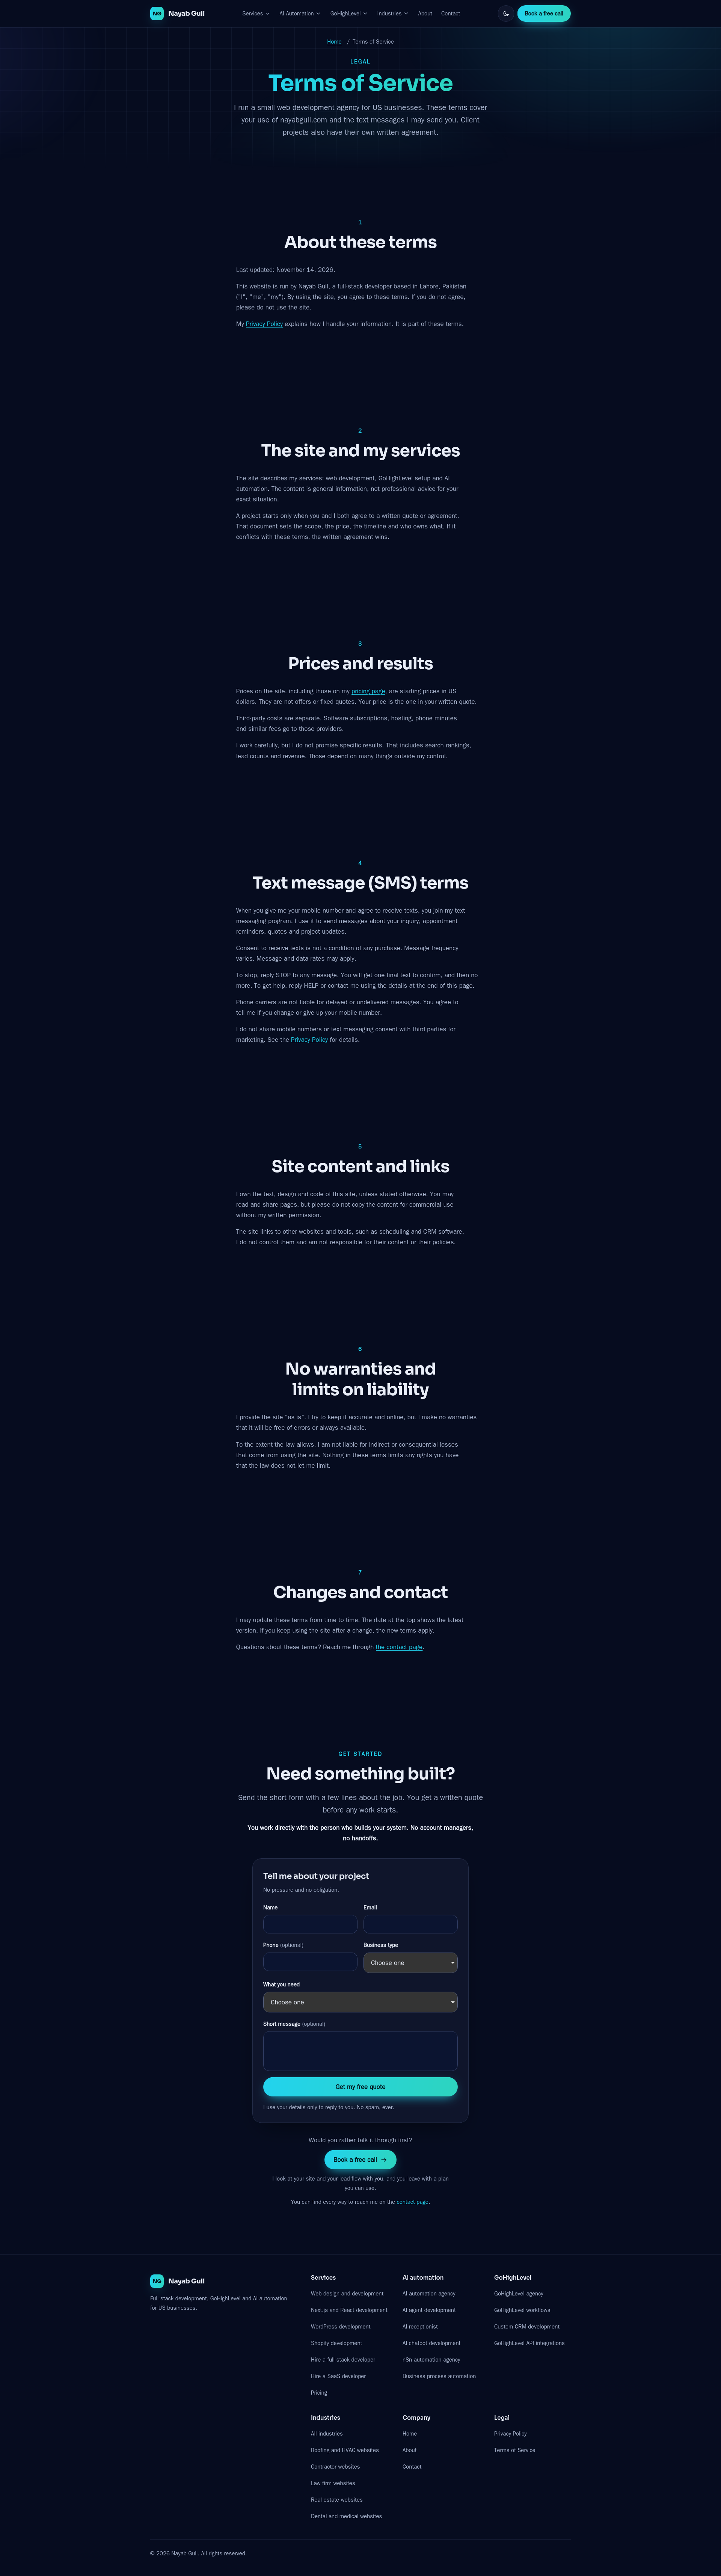 NG Nayab Gull Services AI Automation GoHighLevel Industries About Contact Book a free call
Home / Terms of Service
LEGAL
Terms of Service
I run a small web development agency for US businesses. These terms cover
your use of nayabgull.com and the text messages I may send you. Client
projects also have their own written agreement.
1
About these terms
Last updated: November 14, 2026.
This website is run by Nayab Gull, a full-stack developer based in Lahore, Pakistan
("I", "me", "my"). By using the site, you agree to these terms. If you do not agree,
please do not use the site.
My Privacy Policy explains how I handle your information. It is part of these terms.
2
The site and my services
The site describes my services: web development, GoHighLevel setup and AI
automation. The content is general information, not professional advice for your
exact situation.
A project starts only when you and I both agree to a written quote or agreement.
That document sets the scope, the price, the timeline and who owns what. If it
conflicts with these terms, the written agreement wins.
3
Prices and results
Prices on the site, including those on my pricing page, are starting prices in US
dollars. They are not offers or fixed quotes. Your price is the one in your written quote.
Third-party costs are separate. Software subscriptions, hosting, phone minutes
and similar fees go to those providers.
I work carefully, but I do not promise specific results. That includes search rankings,
lead counts and revenue. Those depend on many things outside my control.
4
Text message (SMS) terms
When you give me your mobile number and agree to receive texts, you join my text
messaging program. I use it to send messages about your inquiry, appointment
reminders, quotes and project updates.
Consent to receive texts is not a condition of any purchase. Message frequency
varies. Message and data rates may apply.
To stop, reply STOP to any message. You will get one final text to confirm, and then no
more. To get help, reply HELP or contact me using the details at the end of this page.
Phone carriers are not liable for delayed or undelivered messages. You agree to
tell me if you change or give up your mobile number.
I do not share mobile numbers or text messaging consent with third parties for
marketing. See the Privacy Policy for details.
5
Site content and links
I own the text, design and code of this site, unless stated otherwise. You may
read and share pages, but please do not copy the content for commercial use
without my written permission.
The site links to other websites and tools, such as scheduling and CRM software.
I do not control them and am not responsible for their content or their policies.
6
No warranties and
limits on liability
I provide the site "as is". I try to keep it accurate and online, but I make no warranties
that it will be free of errors or always available.
To the extent the law allows, I am not liable for indirect or consequential losses
that come from using the site. Nothing in these terms limits any rights you have
that the law does not let me limit.
7
Changes and contact
I may update these terms from time to time. The date at the top shows the latest
version. If you keep using the site after a change, the new terms apply.
Questions about these terms? Reach me through the contact page.
GET STARTED
Need something built?
Send the short form with a few lines about the job. You get a written quote
before any work starts.
You work directly with the person who builds your system. No account managers,
no handoffs.
Tell me about your project
No pressure and no obligation.
Name Email
Phone (optional) Business type
Choose one
What you need
Choose one
Short message (optional)
Get my free quote
I use your details only to reply to you. No spam, ever.
Would you rather talk it through first?
Book a free call →
I look at your site and your lead flow with you, and you leave with a plan
you can use.
You can find every way to reach me on the contact page.
NG Nayab Gull
Full-stack development, GoHighLevel and AI automation
for US businesses.
Services
Web design and development
Next.js and React development
WordPress development
Shopify development
Hire a full stack developer
Hire a SaaS developer
Pricing
AI automation
AI automation agency
AI agent development
AI receptionist
AI chatbot development
n8n automation agency
Business process automation
GoHighLevel
GoHighLevel agency
GoHighLevel workflows
Custom CRM development
GoHighLevel API integrations
Industries
All industries
Roofing and HVAC websites
Contractor websites
Law firm websites
Real estate websites
Dental and medical websites
Company
Home
About
Contact
Legal
Privacy Policy
Terms of Service
© 2026 Nayab Gull. All rights reserved.